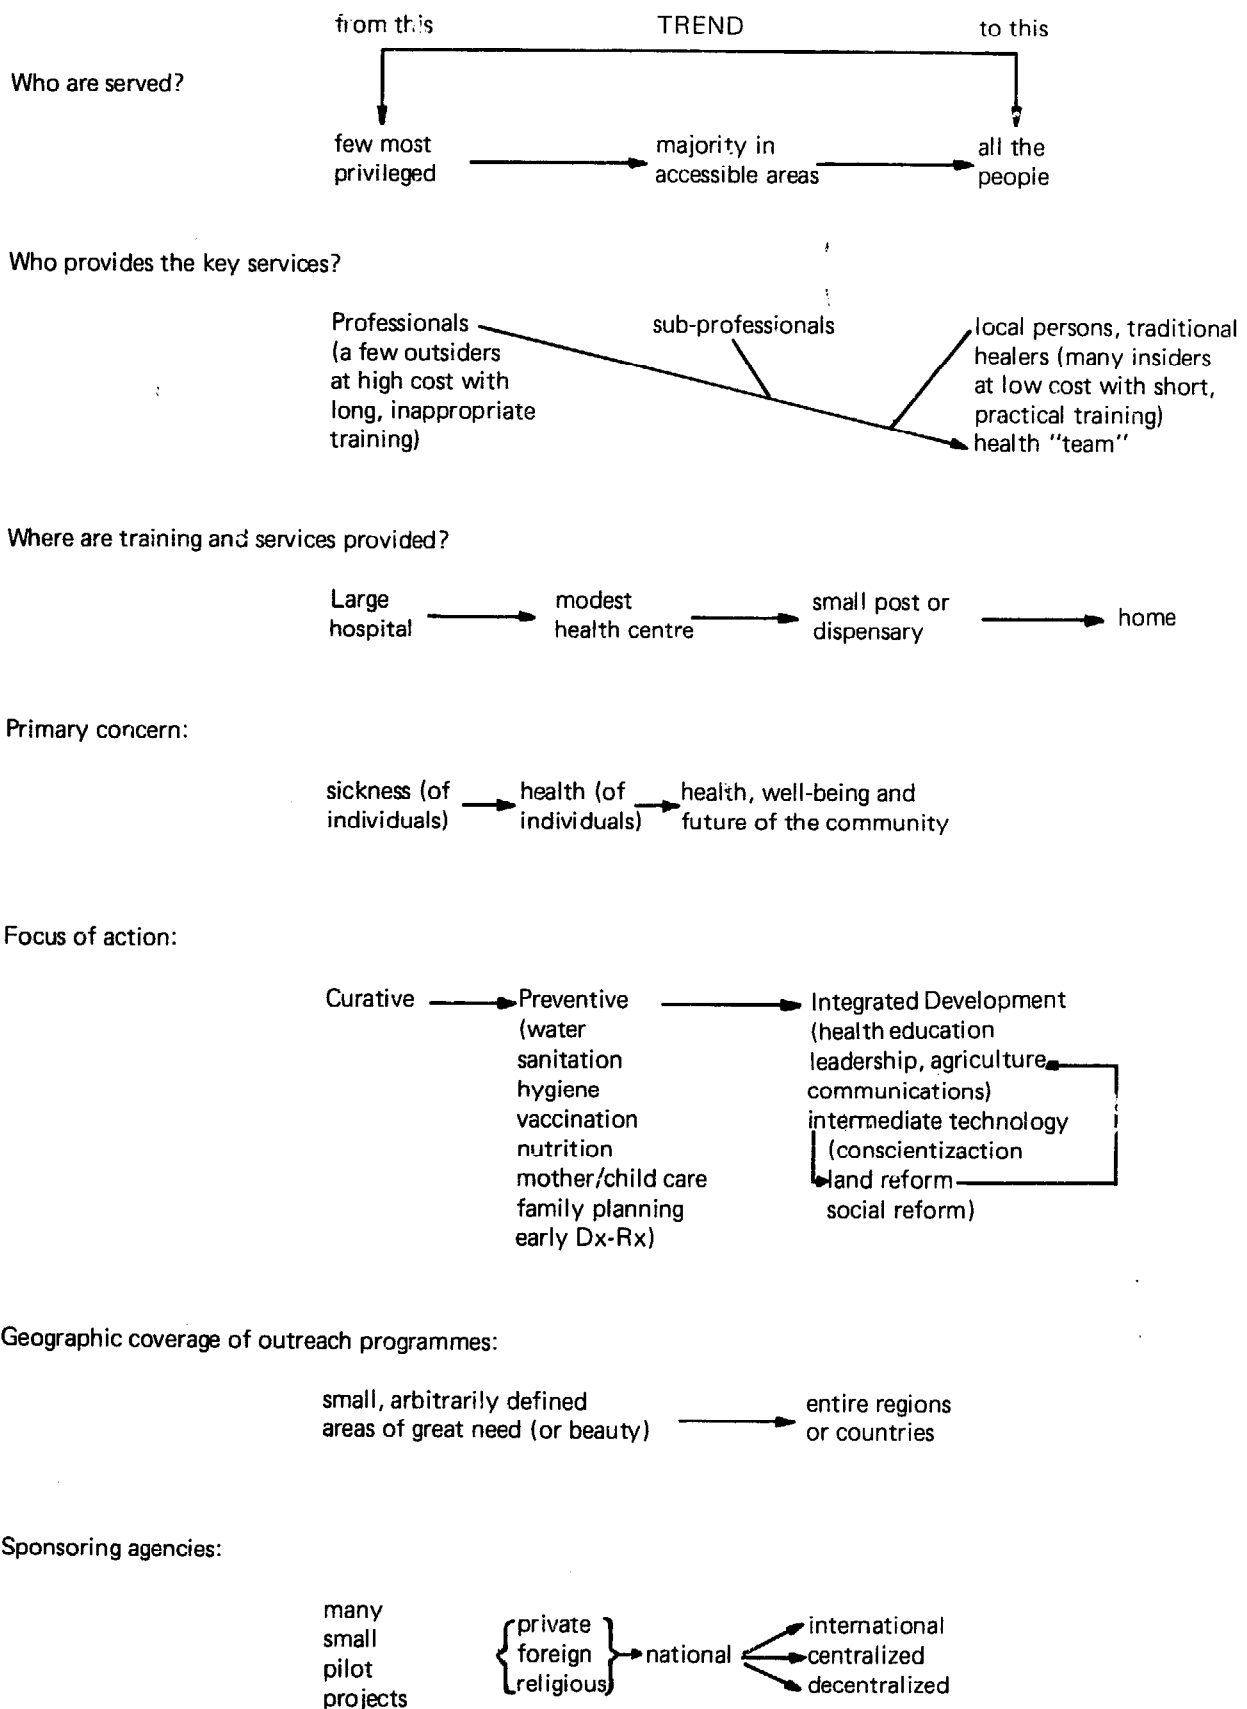 from this TREND to this
Who are served?
few most majority in all the
privileged accessible areas people
Who provides the key services?
Professionals sub-professionals local persons, traditional
(a few outsiders healers (many insiders
at high cost with at low cost with short,
long, inappropriate practical training)
training) health "team"
Where are training and services provided?
Large modest small post or
hospital health centre dispensary home
Primary concern:
sickness (of health (of health, well-being and
individuals) individuals) future of the community
Focus of action:
Curative Preventive Integrated Development
(water (health education
sanitation leadership, agriculture
hygiene communications)
vaccination intermediate technology
nutrition (conscientizaction
mother/child care land reform
family planning social reform)
early Dx-Rx)
Geographic coverage of outreach programmes:
small, arbitrarily defined entire regions
areas of great need (or beauty) or countries
Sponsoring agencies:
many private international
small foreign national centralized
pilot religious decentralized
projects